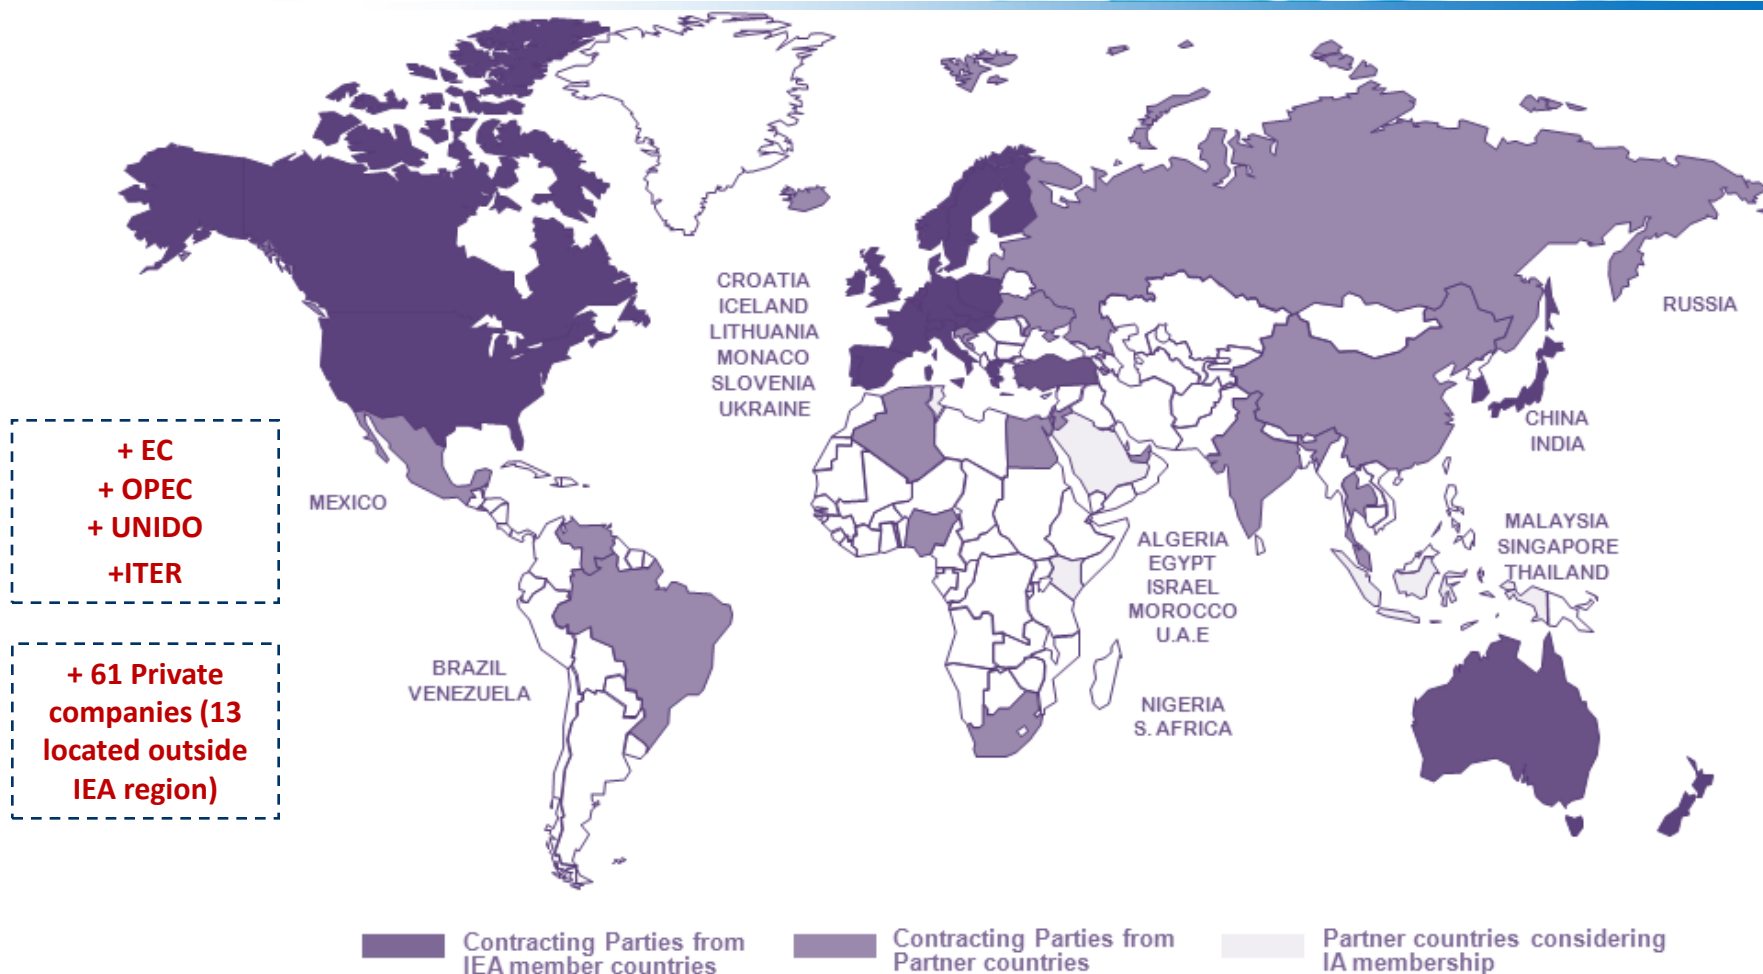 CROATIA
ICELAND
LITHUANIA
MONACO
SLOVENIA
UKRAINE
RUSSIA
CHINA
INDIA
+ EC
+ OPEC
+ UNIDO
+ITER
MEXICO
MALAYSIA
SINGAPORE
THAILAND
ALGERIA
EGYPT
ISRAEL
MOROCCO
U.A.E
+ 61 Private
companies (13
located outside
IEA region)
BRAZIL
VENEZUELA
NIGERIA
S. AFRICA
Contracting Parties from
IEA member countries
Contracting Parties from
Partner countries
Partner countries considering
IA membership